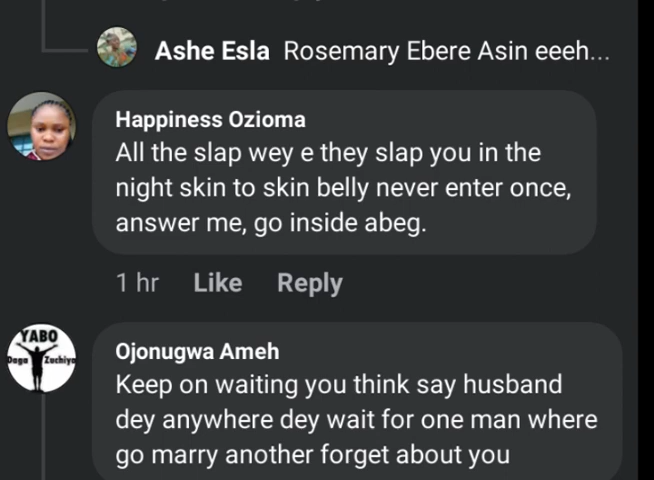 Ashe Esla Rosemary Ebere Asin eeeh...
Happiness Ozioma
All the slap wey e they slap you in the
night skin to skin belly never enter once,
answer me, go inside abeg.
1 hr Like Reply
YABO
Daga Zuchiya
Ojonugwa Ameh
Keep on waiting you think say husband
dey anywhere dey wait for one man where
go marry another forget about you